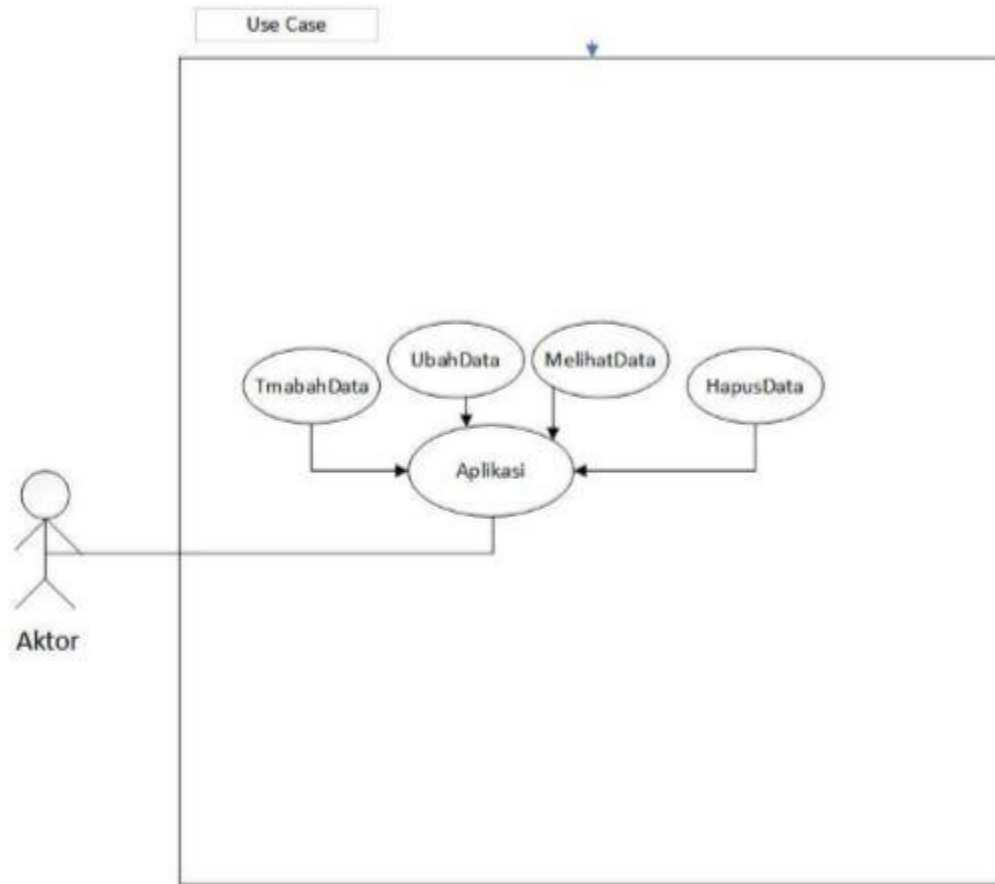 Use Case
UbahData
MelihatData
TmabahData
HapusData
Aplikasi
Aktor